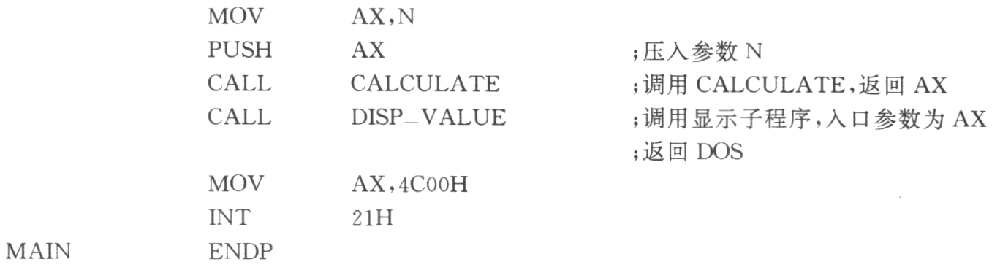 MOV AX,N
PUSH AX ;压入参数 N
CALL CALCULATE ;调用 CALCULATE,返回 AX
CALL DISP_VALUE ;调用显示子程序,入口参数为 AX
;返回 DOS
MOV AX,4C00H
INT 21H
MAIN ENDP